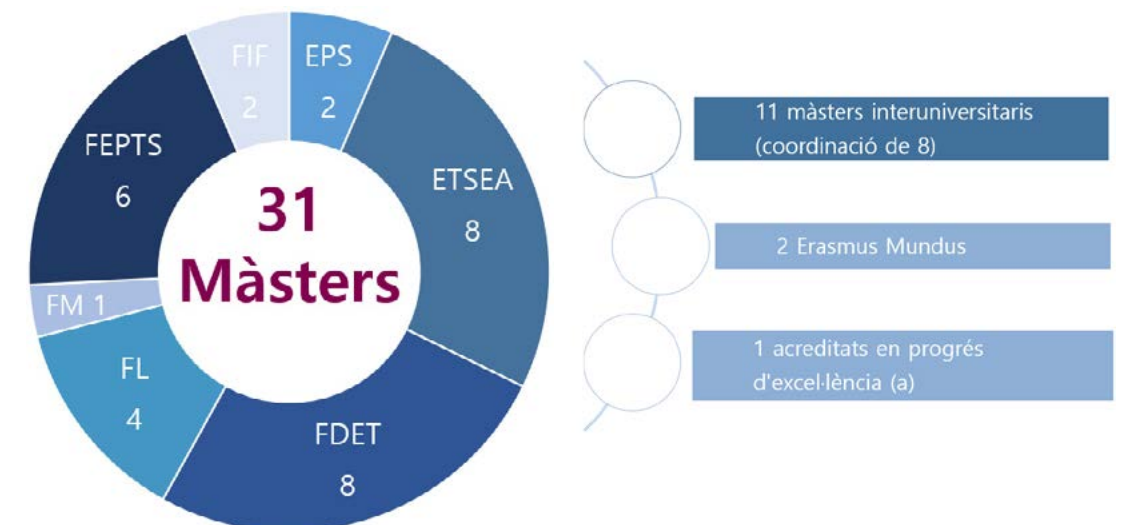 FIF
2
EPS
2
ETSEA
8
FDET
8
FL
4
FM 1
FEPTS
6
31
Màsters
11 màsters interuniversitaris
(coordinació de 8)
2 Erasmus Mundus
1 acreditats en progrés
d'excel·lència (a)